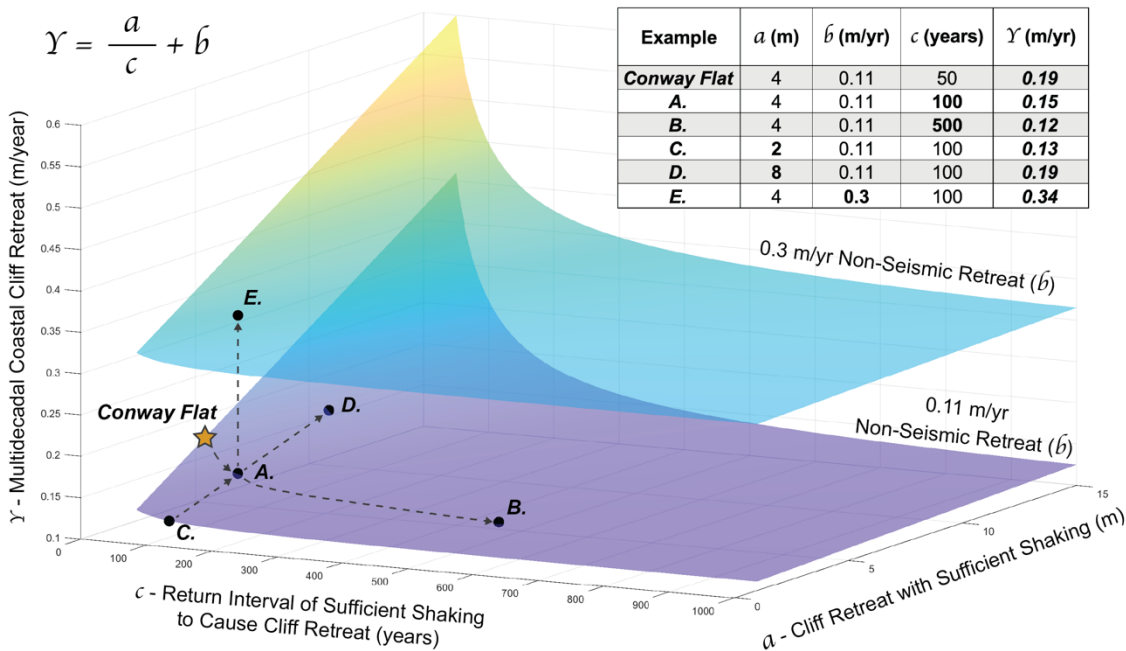 Υ = a / c + b
Example a (m) b (m/yr) c (years) Υ (m/yr)
Conway Flat 4 0.11 50 0.19
A. 4 0.11 100 0.15
B. 4 0.11 500 0.12
C. 2 0.11 100 0.13
D. 8 0.11 100 0.19
E. 4 0.3 100 0.34
0.6
0.55
0.5
0.45
0.4
0.35
0.3
0.25
0.2
0.15
0.1
Υ - Multidecadal Coastal Cliff Retreat (m/year)
0.3 m/yr Non-Seismic Retreat (b)
E.
Conway Flat
D.
0.11 m/yr
Non-Seismic Retreat (b)
A.
B.
C.
0
100
200
300
400
500
600
700
800
900
1000
c - Return Interval of Sufficient Shaking
to Cause Cliff Retreat (years)
0
5
10
15
a - Cliff Retreat with Sufficient Shaking (m)